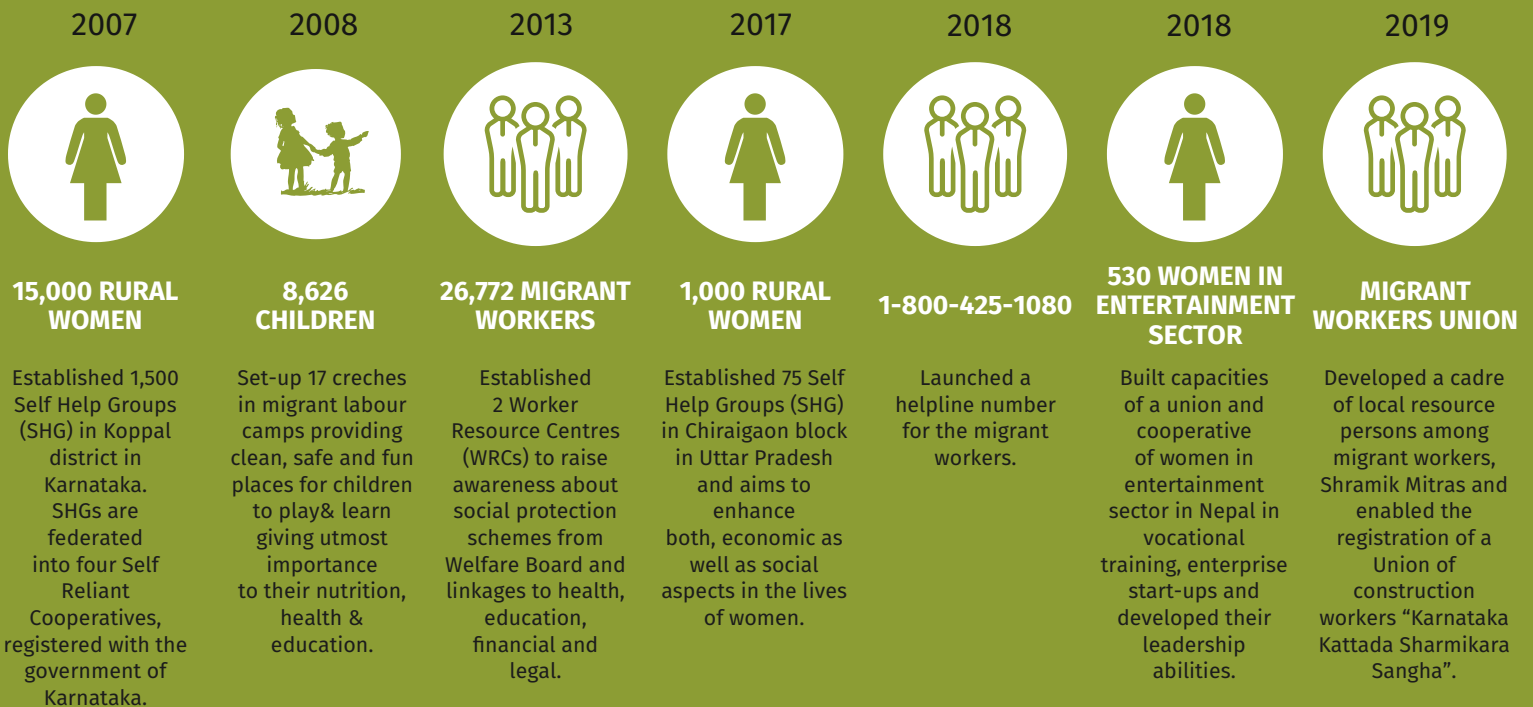 2007
15,000 RURAL
WOMEN
Established 1,500
Self Help Groups
(SHG) in Koppal
district in
Karnataka.
SHGs are
federated
into four Self
Reliant
Cooperatives,
registered with the
government of
Karnataka.
2008
8,626
CHILDREN
Set-up 17 creches
in migrant labour
camps providing
clean, safe and fun
places for children
to play& learn
giving utmost
importance
to their nutrition,
health &
education.
2013
26,772 MIGRANT
WORKERS
Established
2 Worker
Resource Centres
(WRCs) to raise
awareness about
social protection
schemes from
Welfare Board and
linkages to health,
education,
financial and
legal.
2017
1,000 RURAL
WOMEN
Established 75 Self
Help Groups (SHG)
in Chiraigaon block
in Uttar Pradesh
and aims to
enhance
both, economic as
well as social
aspects in the lives
of women.
2018
1-800-425-1080
Launched a
helpline number
for the migrant
workers.
2018
530 WOMEN IN
ENTERTAINMENT
SECTOR
Built capacities
of a union and
cooperative
of women in
entertainment
sector in Nepal in
vocational
training, enterprise
start-ups and
developed their
leadership
abilities.
2019
MIGRANT
WORKERS UNION
Developed a cadre
of local resource
persons among
migrant workers,
Shramik Mitras and
enabled the
registration of a
Union of
construction
workers “Karnataka
Kattada Sharmikara
Sangha”.